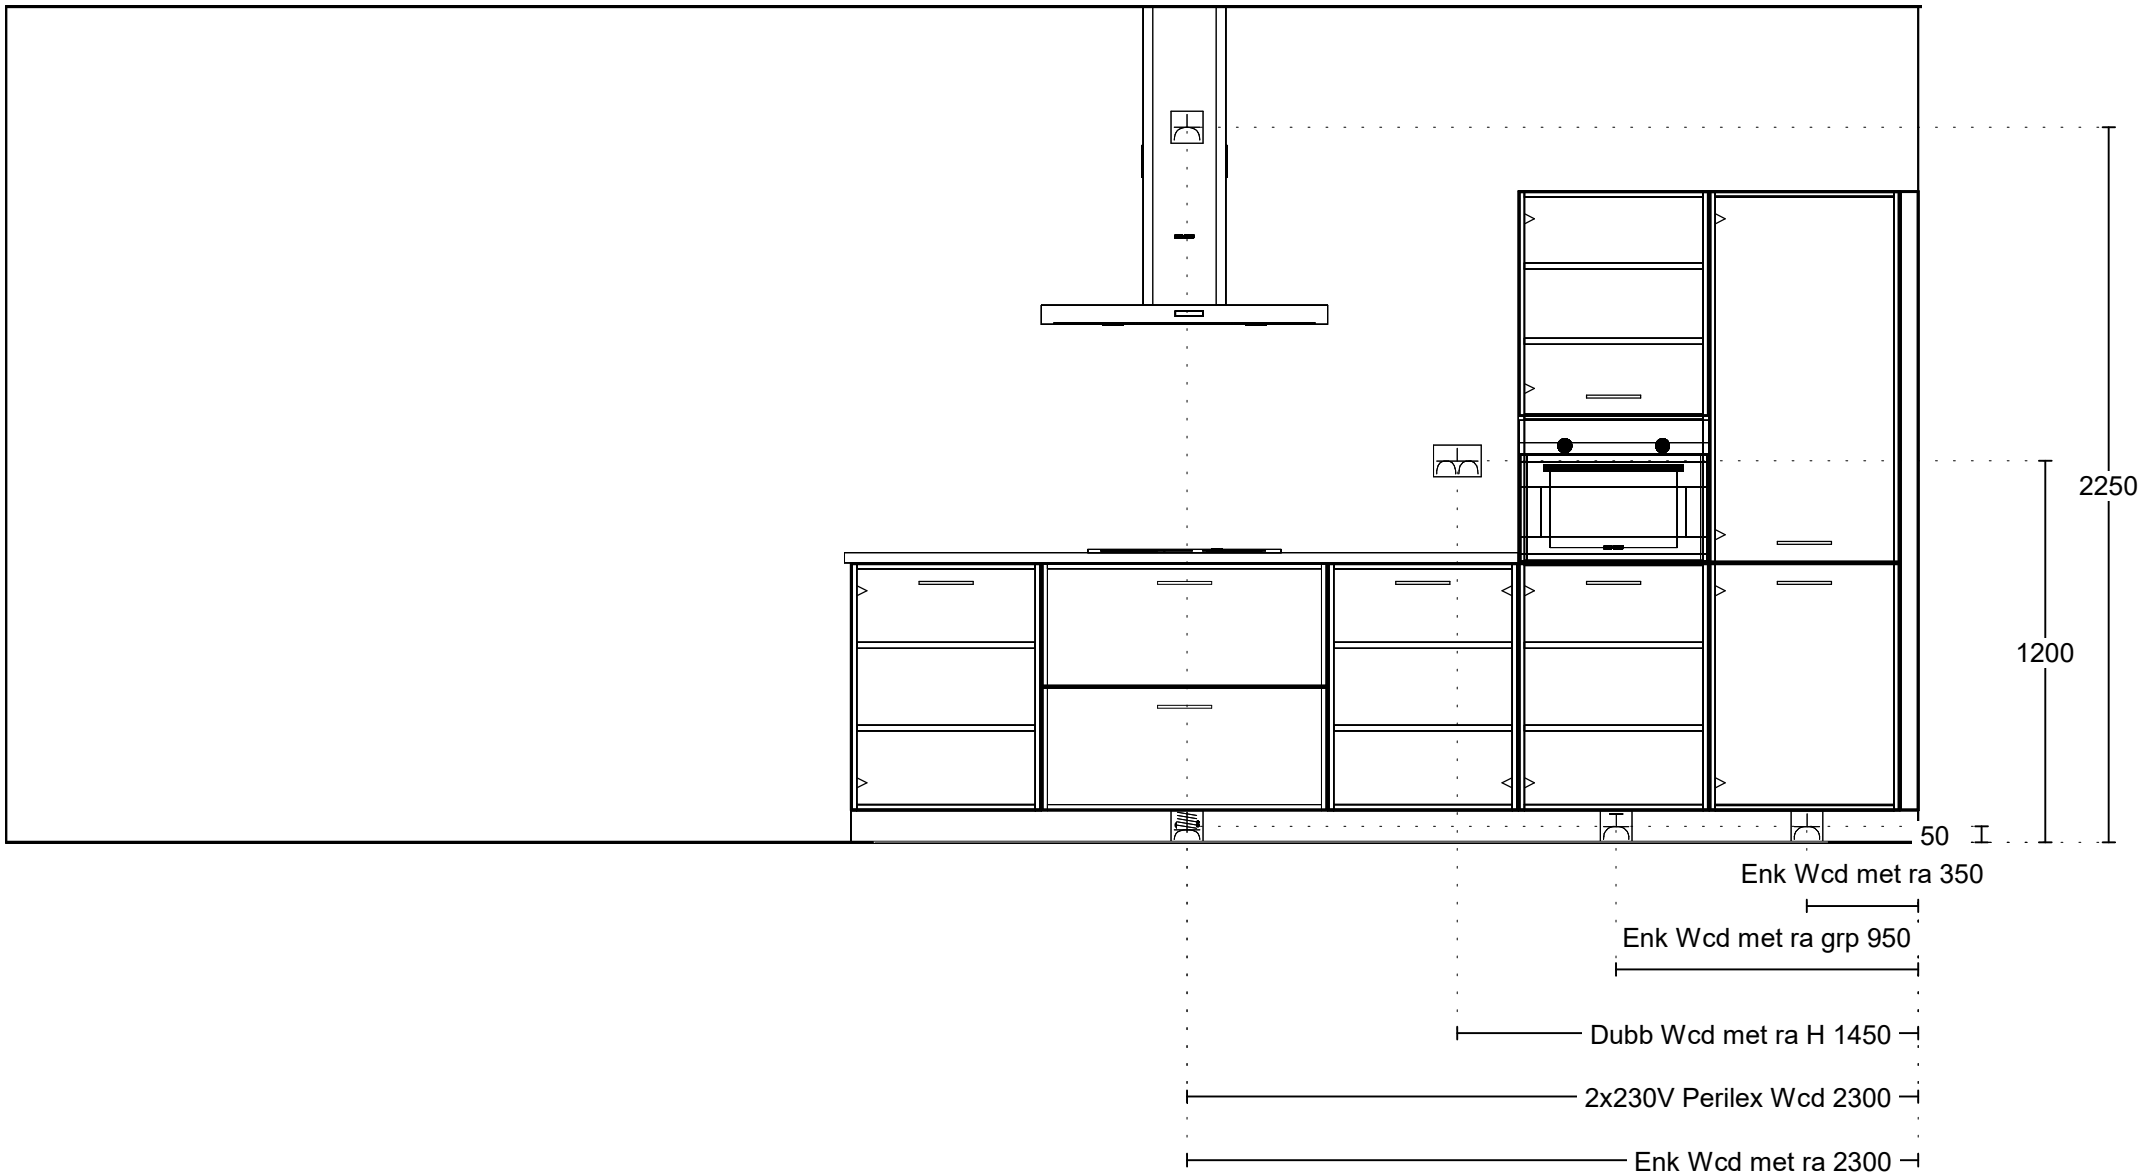 2250
1200
50
Enk Wcd met ra 350
Enk Wcd met ra grp 950
Dubb Wcd met ra H 1450
2x230V Perilex Wcd 2300
Enk Wcd met ra 2300